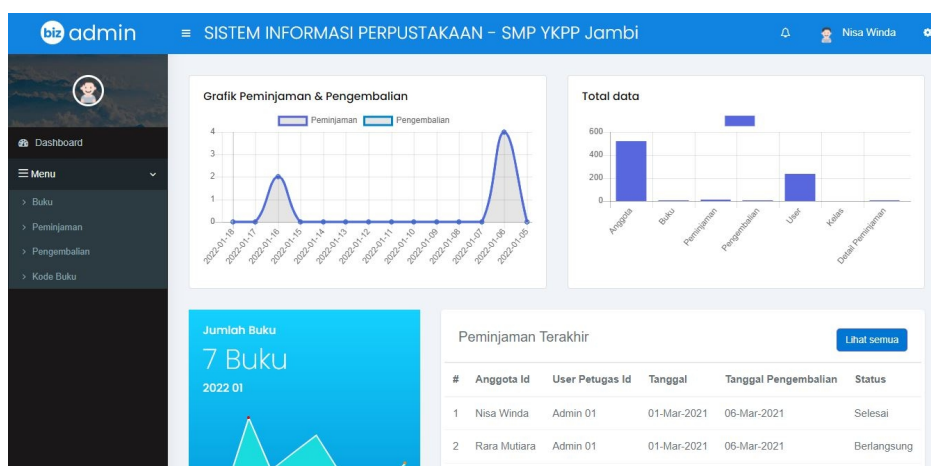 biz admin
SISTEM INFORMASI PERPUSTAKAAN - SMP YKPP Jambi
Nisa Winda
Dashboard
Menu
> Buku
> Peminjaman
> Pengembalian
> Kode Buku
Grafik Peminjaman & Pengembalian
Peminjaman Pengembalian
4
3
2
1
0
2022-01-18 2022-01-17 2022-01-16 2022-01-15 2022-01-14 2022-01-13 2022-01-12 2022-01-11 2022-01-10 2022-01-09 2022-01-08 2022-01-07 2022-01-06 2022-01-05
Total data
600
400
200
0
Anggota Buku Peminjaman Pengembalian User Kelas Detail Peminjaman
Jumlah Buku
7 Buku
2022 01
Peminjaman Terakhir
Lihat semua
# Anggota Id User Petugas Id Tanggal Tanggal Pengembalian Status
1 Nisa Winda Admin 01 01-Mar-2021 06-Mar-2021 Selesai
2 Rara Mutiara Admin 01 01-Mar-2021 06-Mar-2021 Berlangsung